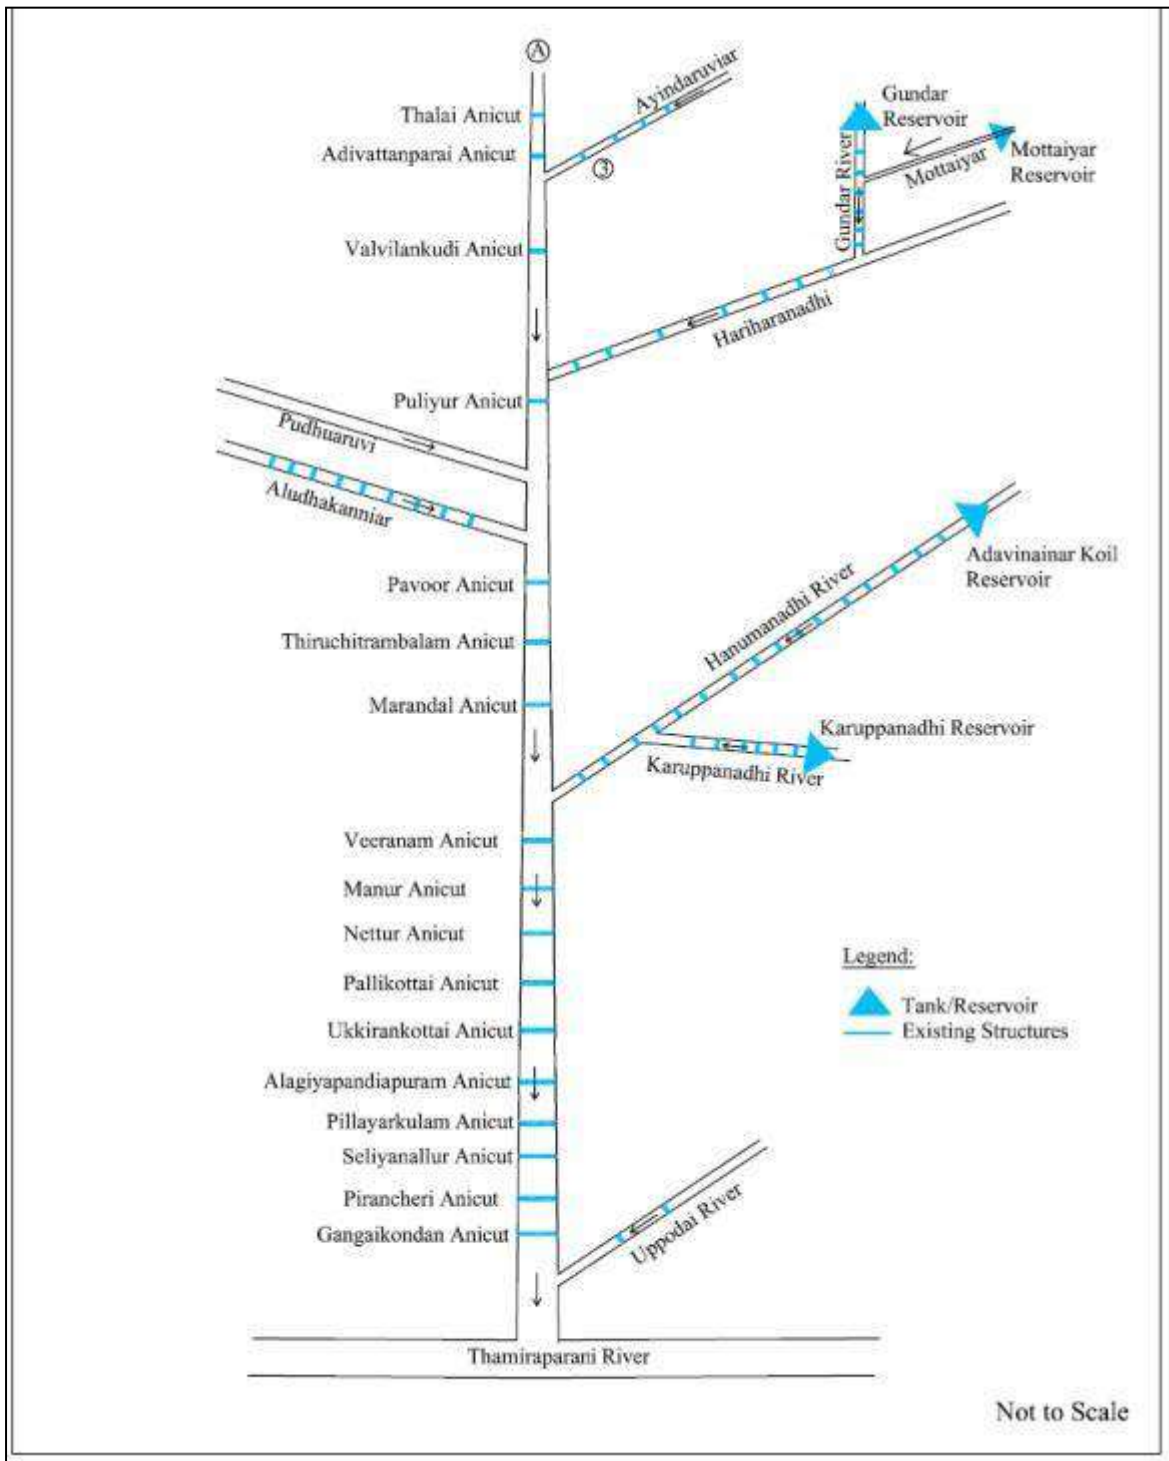 A
Ayindaruviar
Thalai Anicut
Adivattanparai Anicut
3
Gundar
Reservoir
Mottaiyar
Mottaiyar
Reservoir
Gundar River
Valvilankudi Anicut
Hariharanadhi
Puliyur Anicut
Pudhuaruvi
Aludhakanniar
Pavoor Anicut
Thiruchitrambalam Anicut
Marandal Anicut
Hanumanadhi River
Adavinainar Koil
Reservoir
Karuppanadhi Reservoir
Karuppanadhi River
Veeranam Anicut
Manur Anicut
Nettur Anicut
Pallikottai Anicut
Ukkirankottai Anicut
Alagiyapandiapuram Anicut
Pillayarkulam Anicut
Seliyanallur Anicut
Pirancheri Anicut
Gangaikondan Anicut
Legend:
Tank/Reservoir
Existing Structures
Uppodai River
Thamiraparani River
Not to Scale